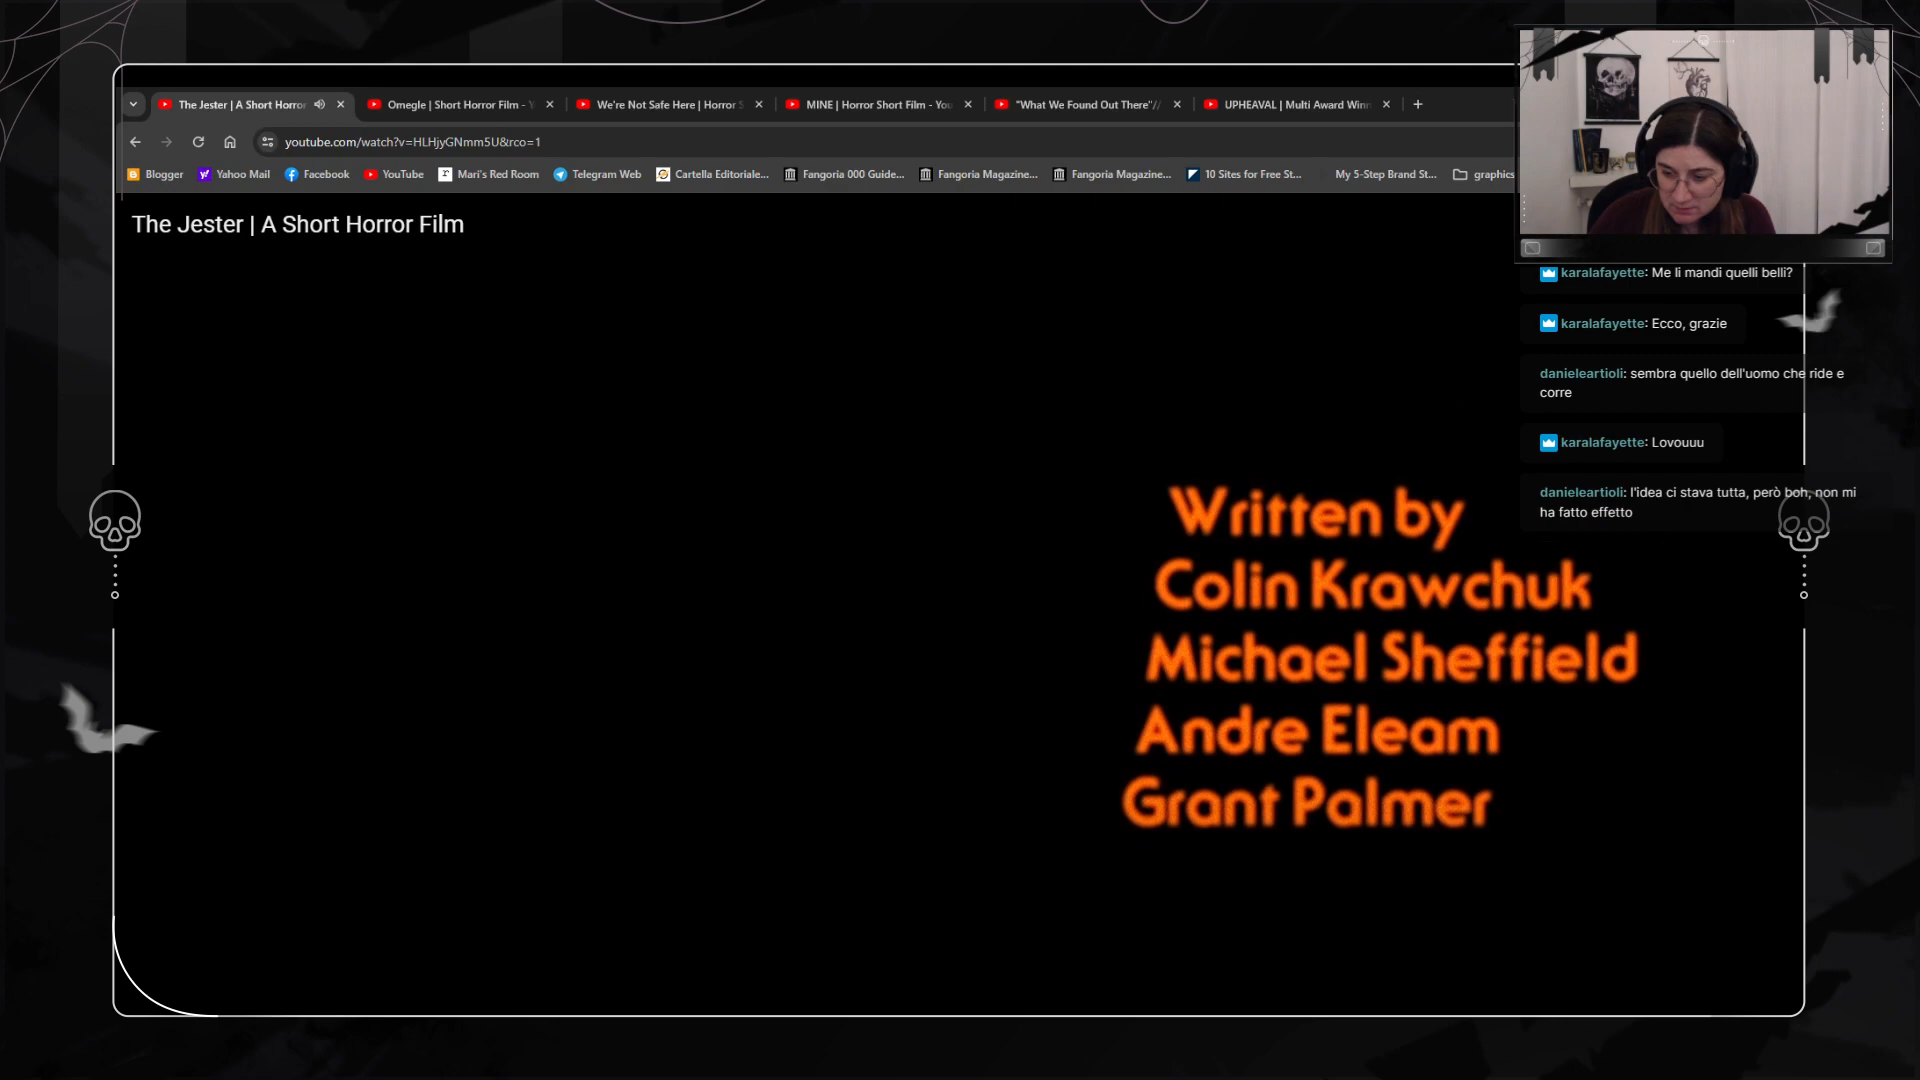 The Jester | A Short Horror
Omegle | Short Horror Film - Y
We're Not Safe Here | Horror S
MINE | Horror Short Film - You
"What We Found Out There"//
UPHEAVAL | Multi Award Winn
youtube.com/watch?v=HLHjyGNmm5U&rco=1
Blogger
Yahoo Mail
Facebook
YouTube
Mari's Red Room
Telegram Web
Cartella Editoriale...
Fangoria 000 Guide...
Fangoria Magazine...
Fangoria Magazine...
10 Sites for Free St...
My 5-Step Brand St...
graphics
The Jester | A Short Horror Film
karalafayette: Me li mandi quelli belli?
karalafayette: Ecco, grazie
danieleartioli: sembra quello dell'uomo che ride e
corre
karalafayette: Lovouuu
danieleartioli: l'idea ci stava tutta, però boh, non mi
ha fatto effetto
Written by
Colin Krawchuk
Michael Sheffield
Andre Eleam
Grant Palmer